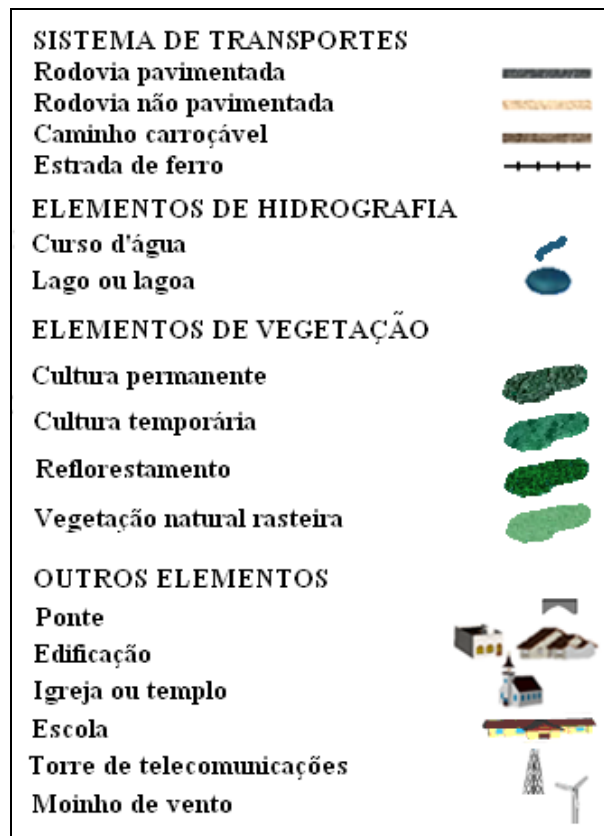 SISTEMA DE TRANSPORTES
Rodovia pavimentada
Rodovia não pavimentada
Caminho carroçável
Estrada de ferro
ELEMENTOS DE HIDROGRAFIA
Curso d'água
Lago ou lagoa
ELEMENTOS DE VEGETAÇÃO
Cultura permanente
Cultura temporária
Reflorestamento
Vegetação natural rasteira
OUTROS ELEMENTOS
Ponte
Edificação
Igreja ou templo
Escola
Torre de telecomunicações
Moinho de vento